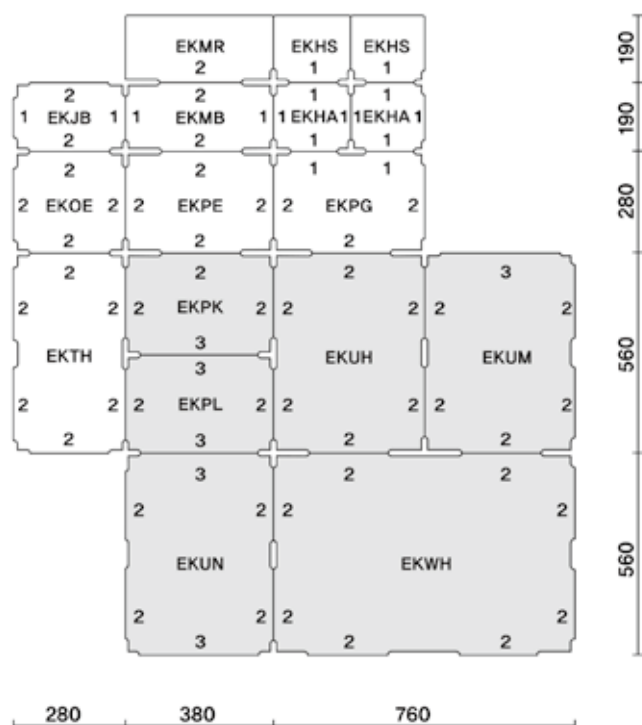 EKMR EKHS EKHS
2 1 1
190
2 2 1 1
1 EKJB 1 1 EKMB 1 1 EKHA 1 1 EKHA 1
2 2 1 1
190
2 2 1 1
2 EKOE 2 2 EKPE 2 2 EKPG 2
2 2 2
280
2 2 2 3
2 2 2 EKPK 2 2 2 2 2
3
EKTH EKUH EKUM
3
2 2 2 EKPL 2 2 2 2 2
2 3 2 2
560
3 2 2
2 2 2 2
EKUN EKWH
2 2 2 2
3 2 2
560
280 380 760